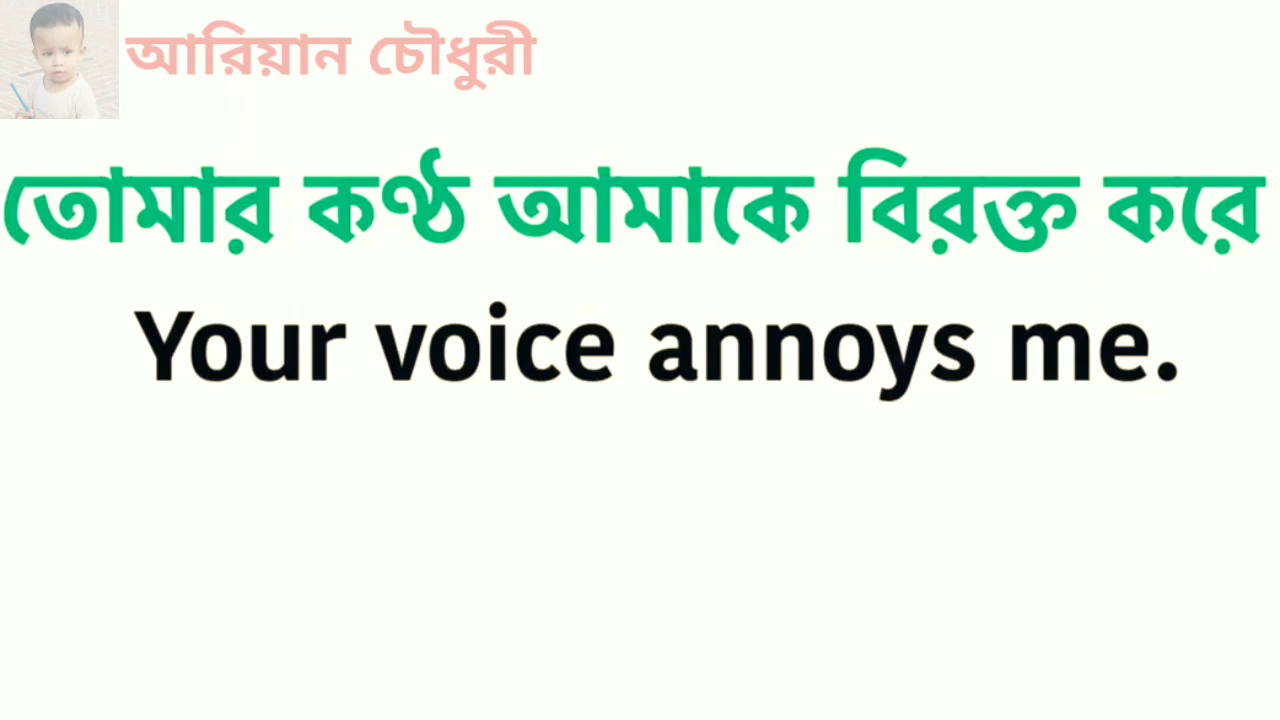 আরিয়ান চৌধুরী
তোমার কণ্ঠ আমাকে বিরক্ত করে
Your voice annoys me.